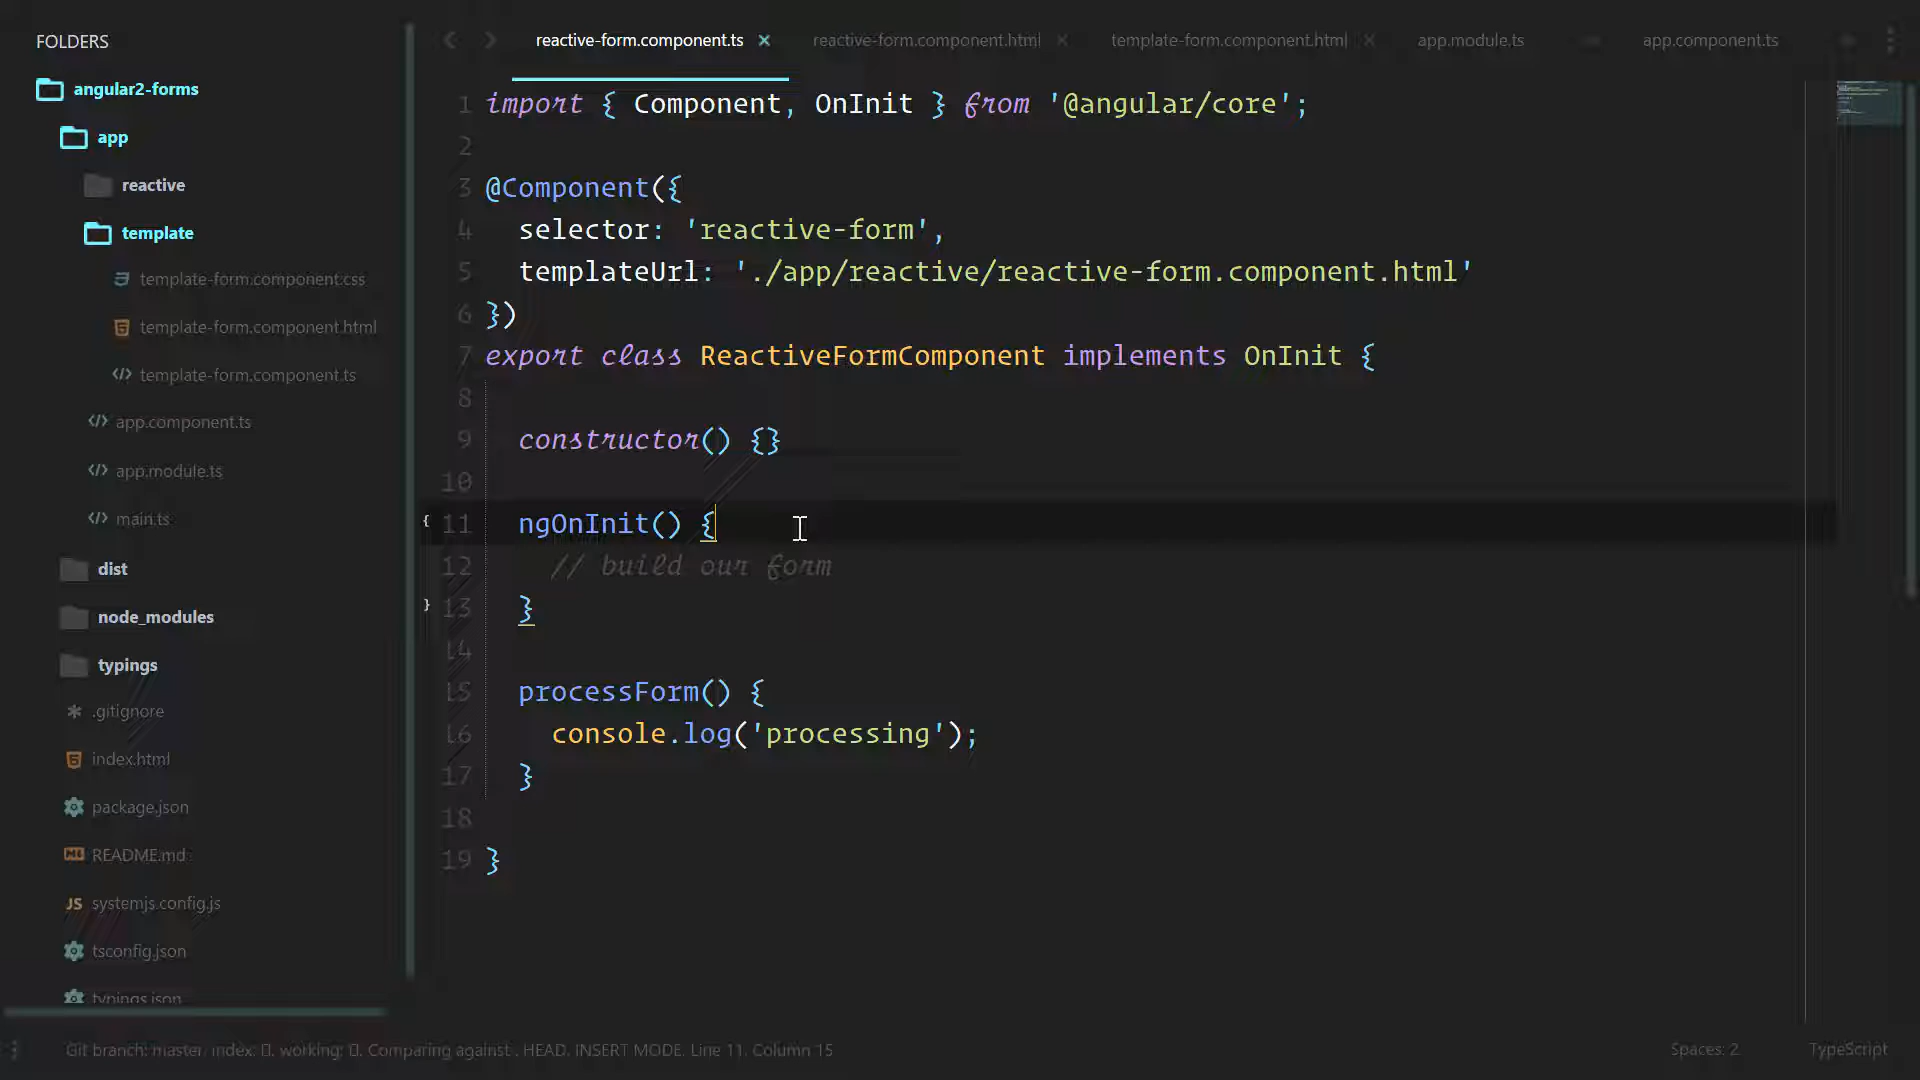 FOLDERS
angular2-forms
app
reactive
template
template-form.component.css
template-form.component.html
template-form.component.ts
app.component.ts
app.module.ts
main.ts
dist
node_modules
typings
.gitignore
index.html
package.json
README.md
systemjs.config.js
tsconfig.json
typings.json
reactive-form.component.ts reactive-form.component.html template-form.component.html app.module.ts app.component.ts
1 import { Component, OnInit } from '@angular/core';
2
3 @Component({
4 selector: 'reactive-form',
5 templateUrl: './app/reactive/reactive-form.component.html'
6 })
7 export class ReactiveFormComponent implements OnInit {
8
9 constructor() {}
10
{ 11 ngOnInit() {
12 // build our form
} 13 }
14
15 processForm() {
16 console.log('processing');
17 }
18
19 }
Git branch: master, index: working: Comparing against . HEAD, INSERT MODE, Line 11, Column 15
Spaces: 2 TypeScript